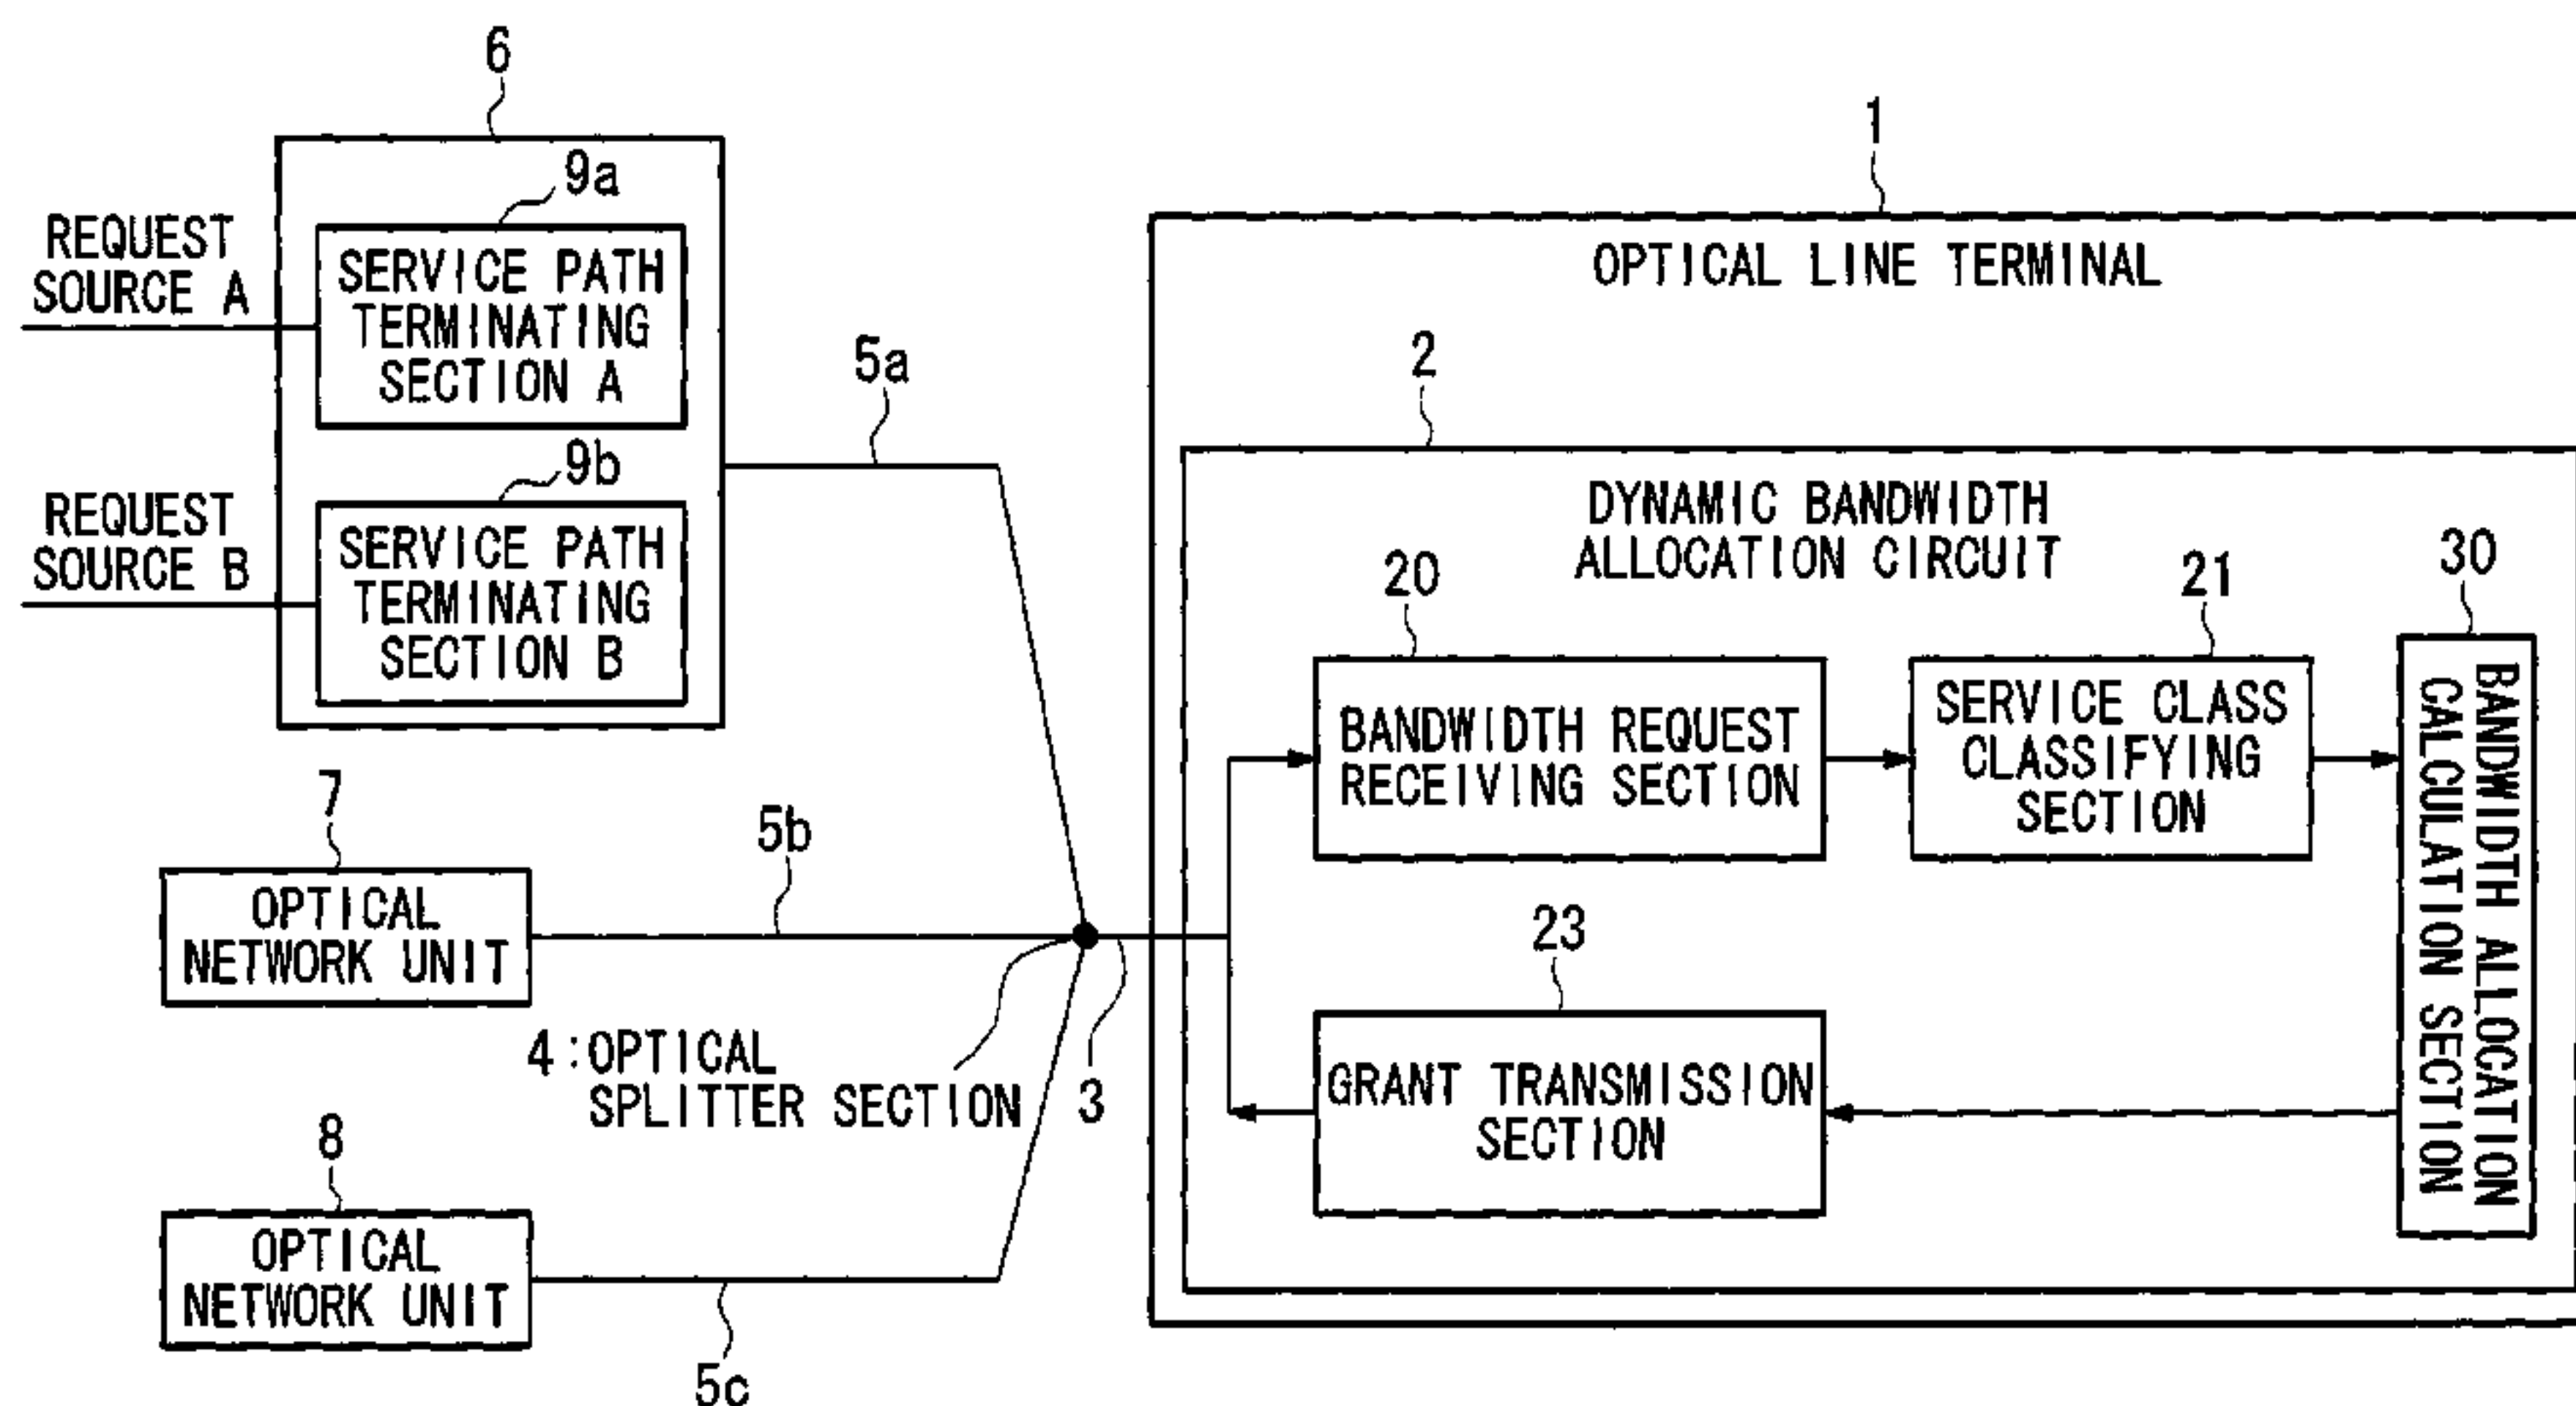 6
1
9a
REQUEST
SOURCE A
SERVICE PATH
TERMINATING
SECTION A
OPTICAL LINE TERMINAL
5a
2
9b
REQUEST
SOURCE B
SERVICE PATH
TERMINATING
SECTION B
DYNAMIC BANDWIDTH
ALLOCATION CIRCUIT
20
21
30
BANDWIDTH REQUEST
RECEIVING SECTION
SERVICE CLASS
CLASSIFYING
SECTION
BANDWIDTH ALLOCATION
CALCULATION SECTION
7
5b
OPTICAL
NETWORK UNIT
23
4:OPTICAL
SPLITTER SECTION
3
GRANT TRANSMISSION
SECTION
8
OPTICAL
NETWORK UNIT
5c